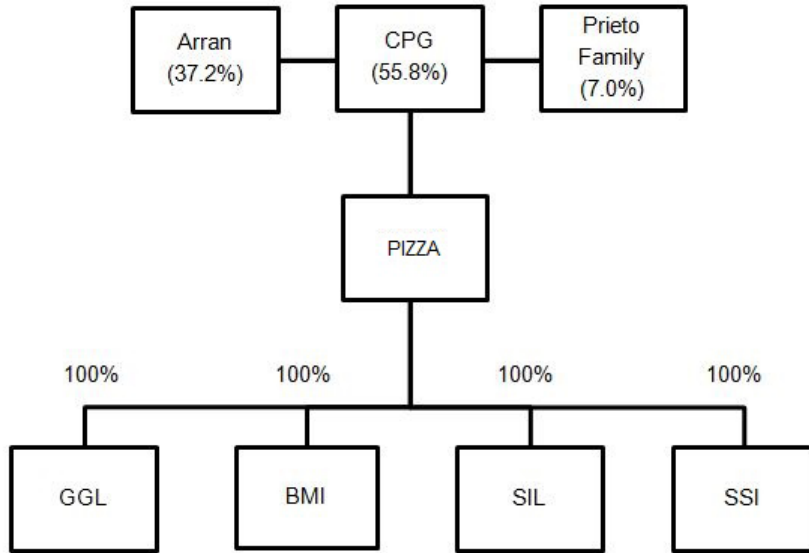 Arran
(37.2%)
CPG
(55.8%)
Prieto
Family
(7.0%)
PIZZA
100%
100%
100%
100%
GGL
BMI
SIL
SSI